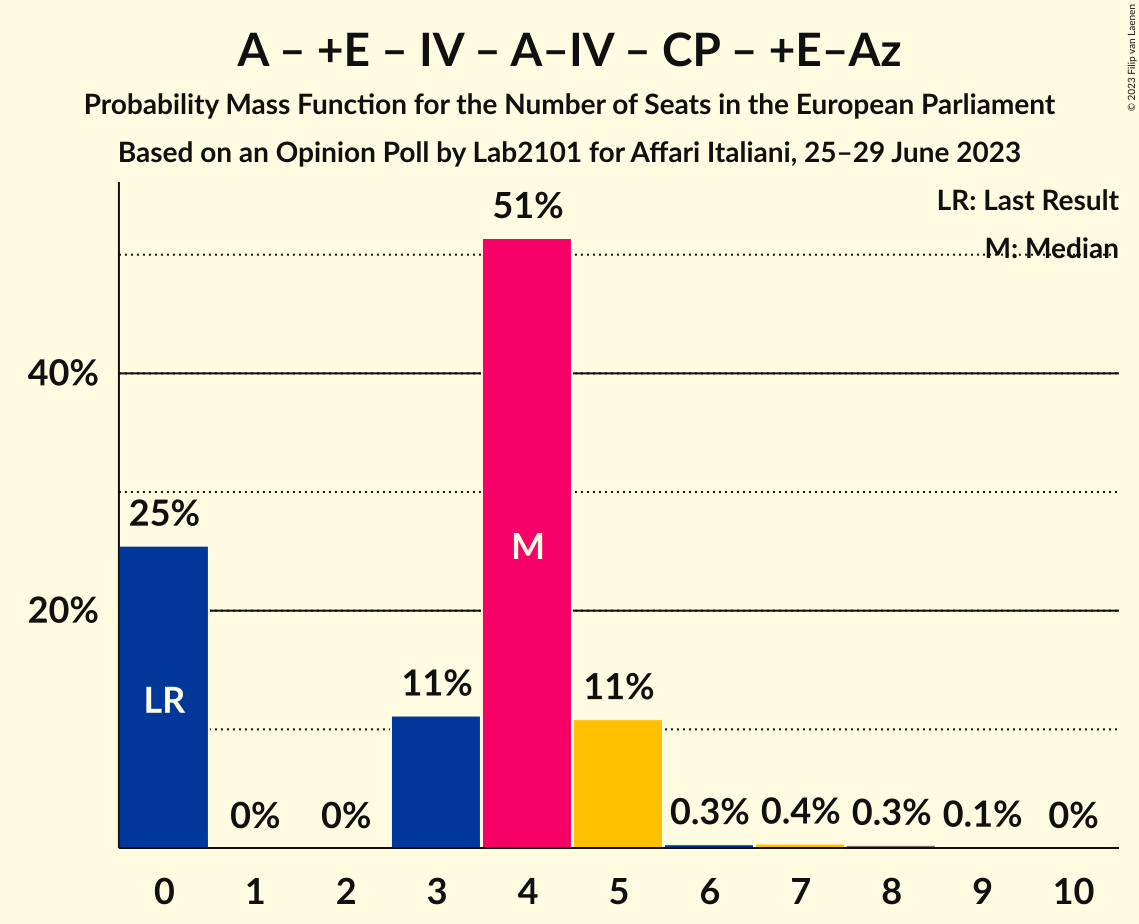 A – +E – IV – A–IV – CP – +E–Az
Probability Mass Function for the Number of Seats in the European Parliament
Based on an Opinion Poll by Lab2101 for Affari Italiani, 25–29 June 2023
© 2023 Filip van Laenen
LR: Last Result
M: Median
51%
40%
25%
M
20%
LR
11%
11%
0%
0%
0.3%
0.4%
0.3%
0.1%
0%
0 1 2 3 4 5 6 7 8 9 10